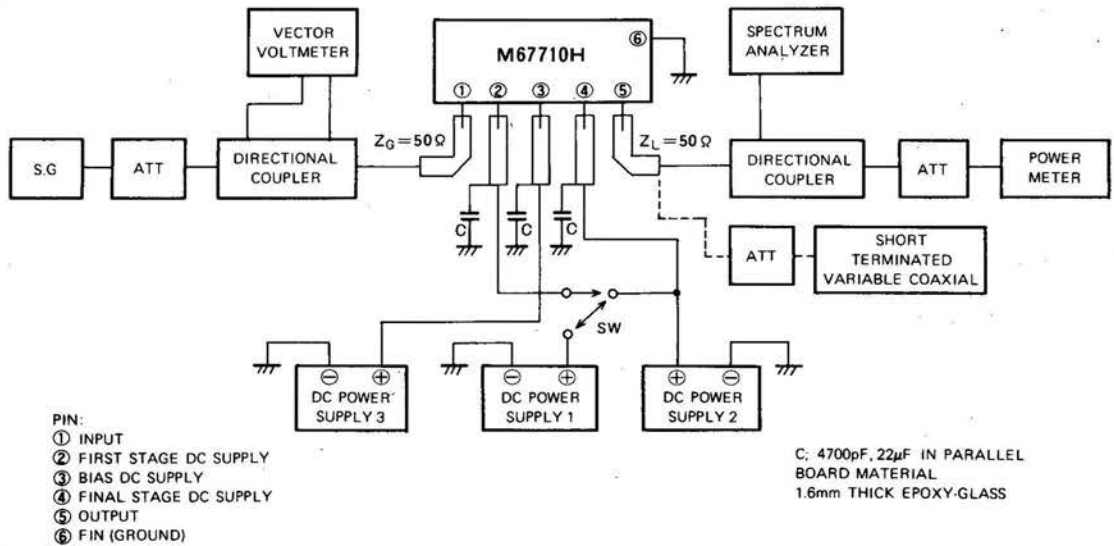 VECTOR
VOLTMETER
M67710H
⑥
SPECTRUM
ANALYZER
① ② ③ ④ ⑤
S.G
ATT
DIRECTIONAL
COUPLER
ZG=50Ω
ZL=50Ω
DIRECTIONAL
COUPLER
ATT
POWER
METER
C
C
C
ATT
SHORT
TERMINATED
VARIABLE COAXIAL
SW
⊖ ⊕
DC POWER
SUPPLY 3
⊖ ⊕
DC POWER
SUPPLY 1
⊕ ⊖
DC POWER
SUPPLY 2
PIN:
① INPUT
② FIRST STAGE DC SUPPLY
③ BIAS DC SUPPLY
④ FINAL STAGE DC SUPPLY
⑤ OUTPUT
⑥ FIN (GROUND)
C; 4700pF, 22μF IN PARALLEL
BOARD MATERIAL
1.6mm THICK EPOXY-GLASS